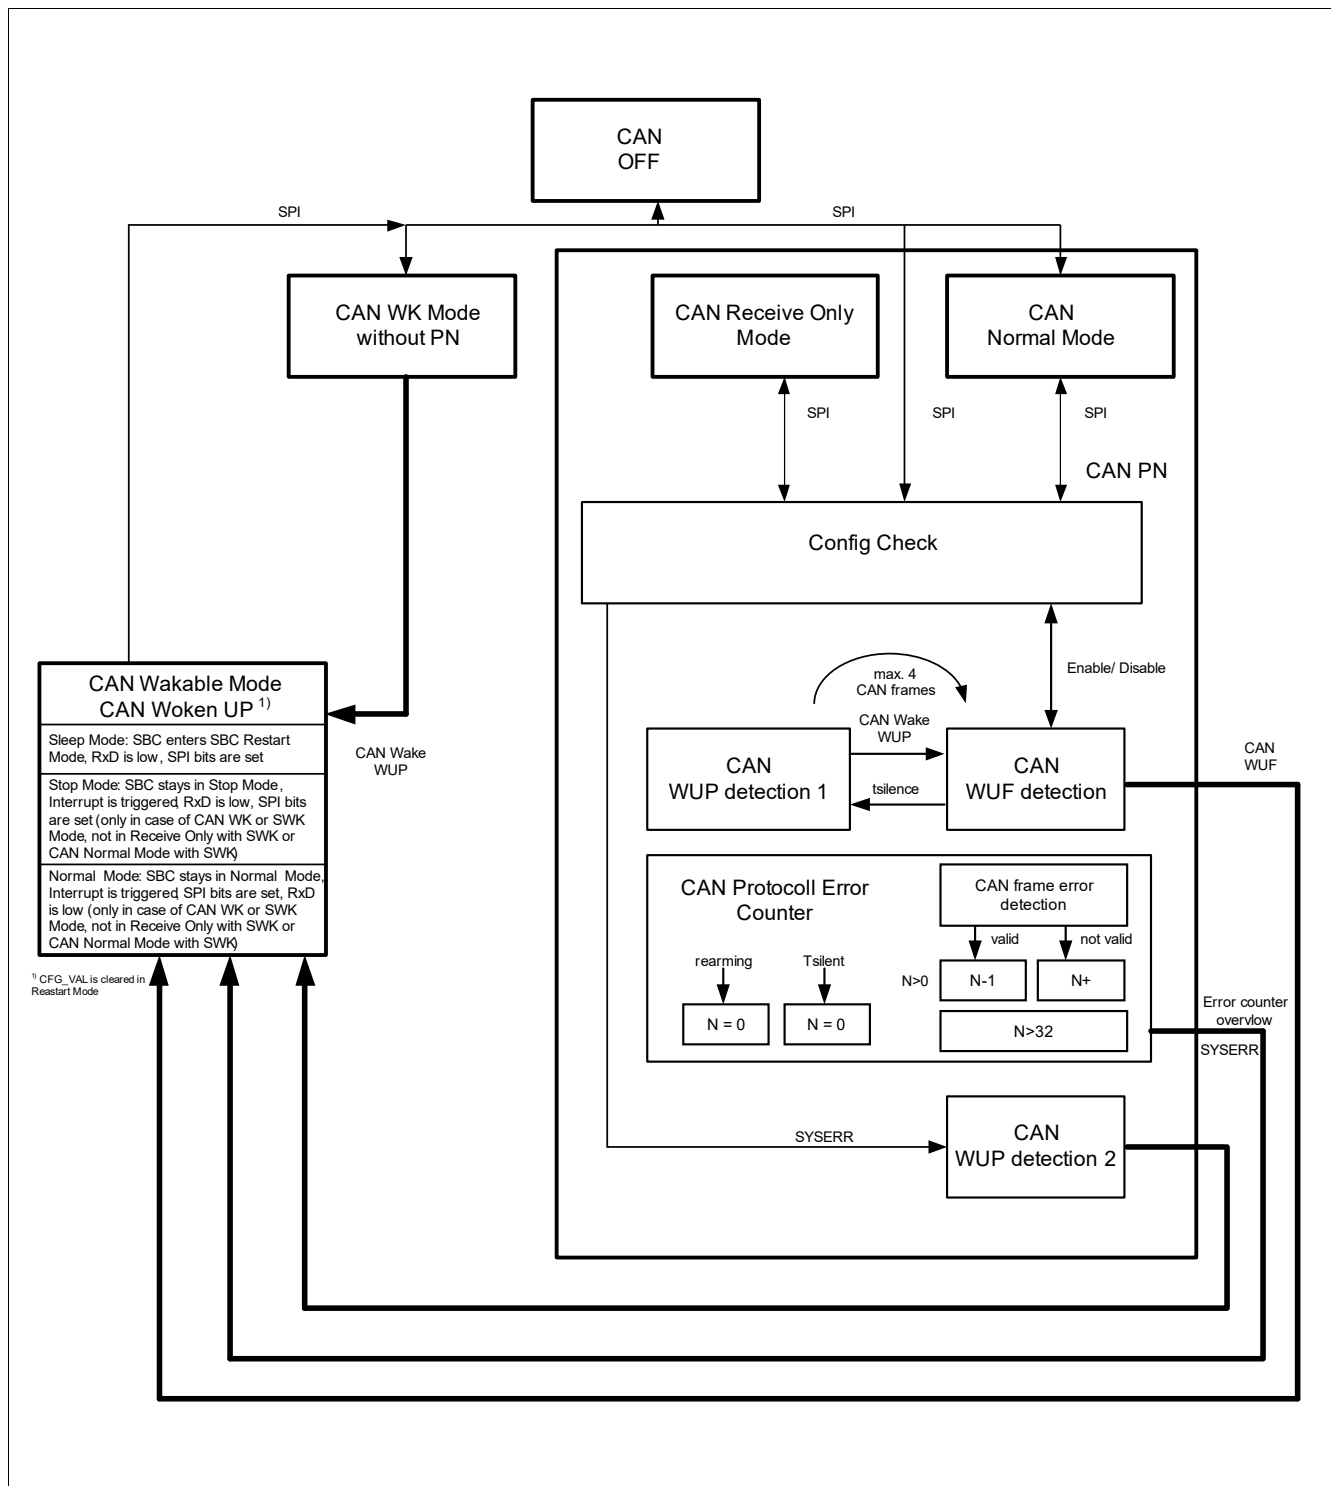 CAN
OFF
SPI
SPI
CAN WK Mode
without PN
CAN Receive Only
Mode
CAN
Normal Mode
SPI
SPI
SPI
CAN PN
Config Check
Enable/ Disable
max. 4
CAN frames
CAN Wake
WUP
CAN
WUP detection 1
tsilence
CAN
WUF detection
CAN
WUF
CAN Wakable Mode
CAN Woken UP 1)
Sleep Mode: SBC enters SBC Restart
Mode, RxD is low, SPI bits are set
Stop Mode: SBC stays in Stop Mode,
Interrupt is triggered, RxD is low, SPI bits
are set (only in case of CAN WK or SWK
Mode, not in Receive Only with SWK or
CAN Normal Mode with SWK)
Normal Mode: SBC stays in Normal Mode,
Interrupt is triggered, SPI bits are set, RxD
is low (only in case of CAN WK or SWK
Mode, not in Receive Only with SWK or
CAN Normal Mode with SWK)
CAN Wake
WUP
1) CFG_VAL is cleared in
Reastart Mode
CAN Protocoll Error
Counter
CAN frame error
detection
valid
not valid
rearming
Tsilent
N>0
N-1
N+
N = 0
N = 0
N>32
Error counter
overvlow
SYSERR
SYSERR
CAN
WUP detection 2